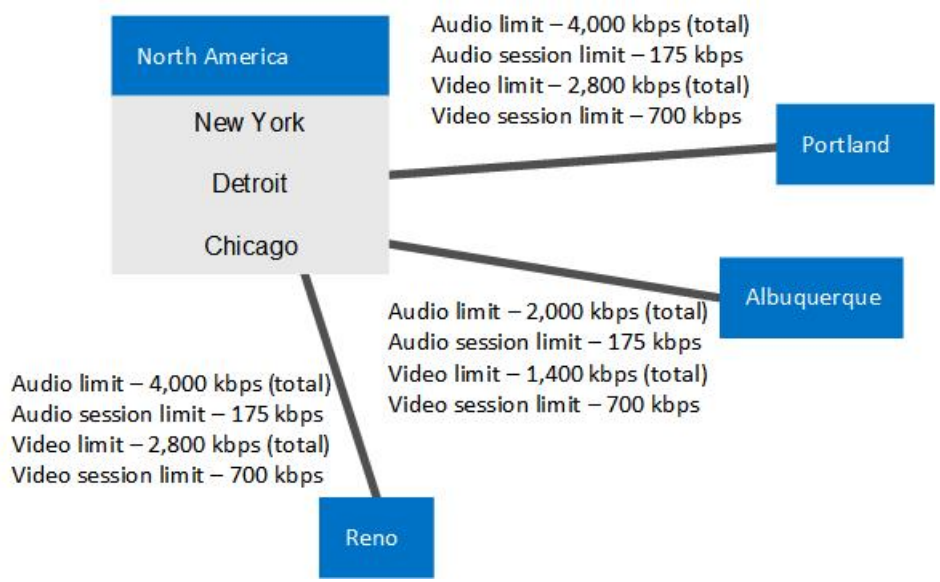 North America
New York
Detroit
Chicago
Audio limit – 4,000 kbps (total)
Audio session limit – 175 kbps
Video limit – 2,800 kbps (total)
Video session limit – 700 kbps
Portland
Albuquerque
Audio limit – 2,000 kbps (total)
Audio session limit – 175 kbps
Video limit – 1,400 kbps (total)
Video session limit – 700 kbps
Audio limit – 4,000 kbps (total)
Audio session limit – 175 kbps
Video limit – 2,800 kbps (total)
Video session limit – 700 kbps
Reno